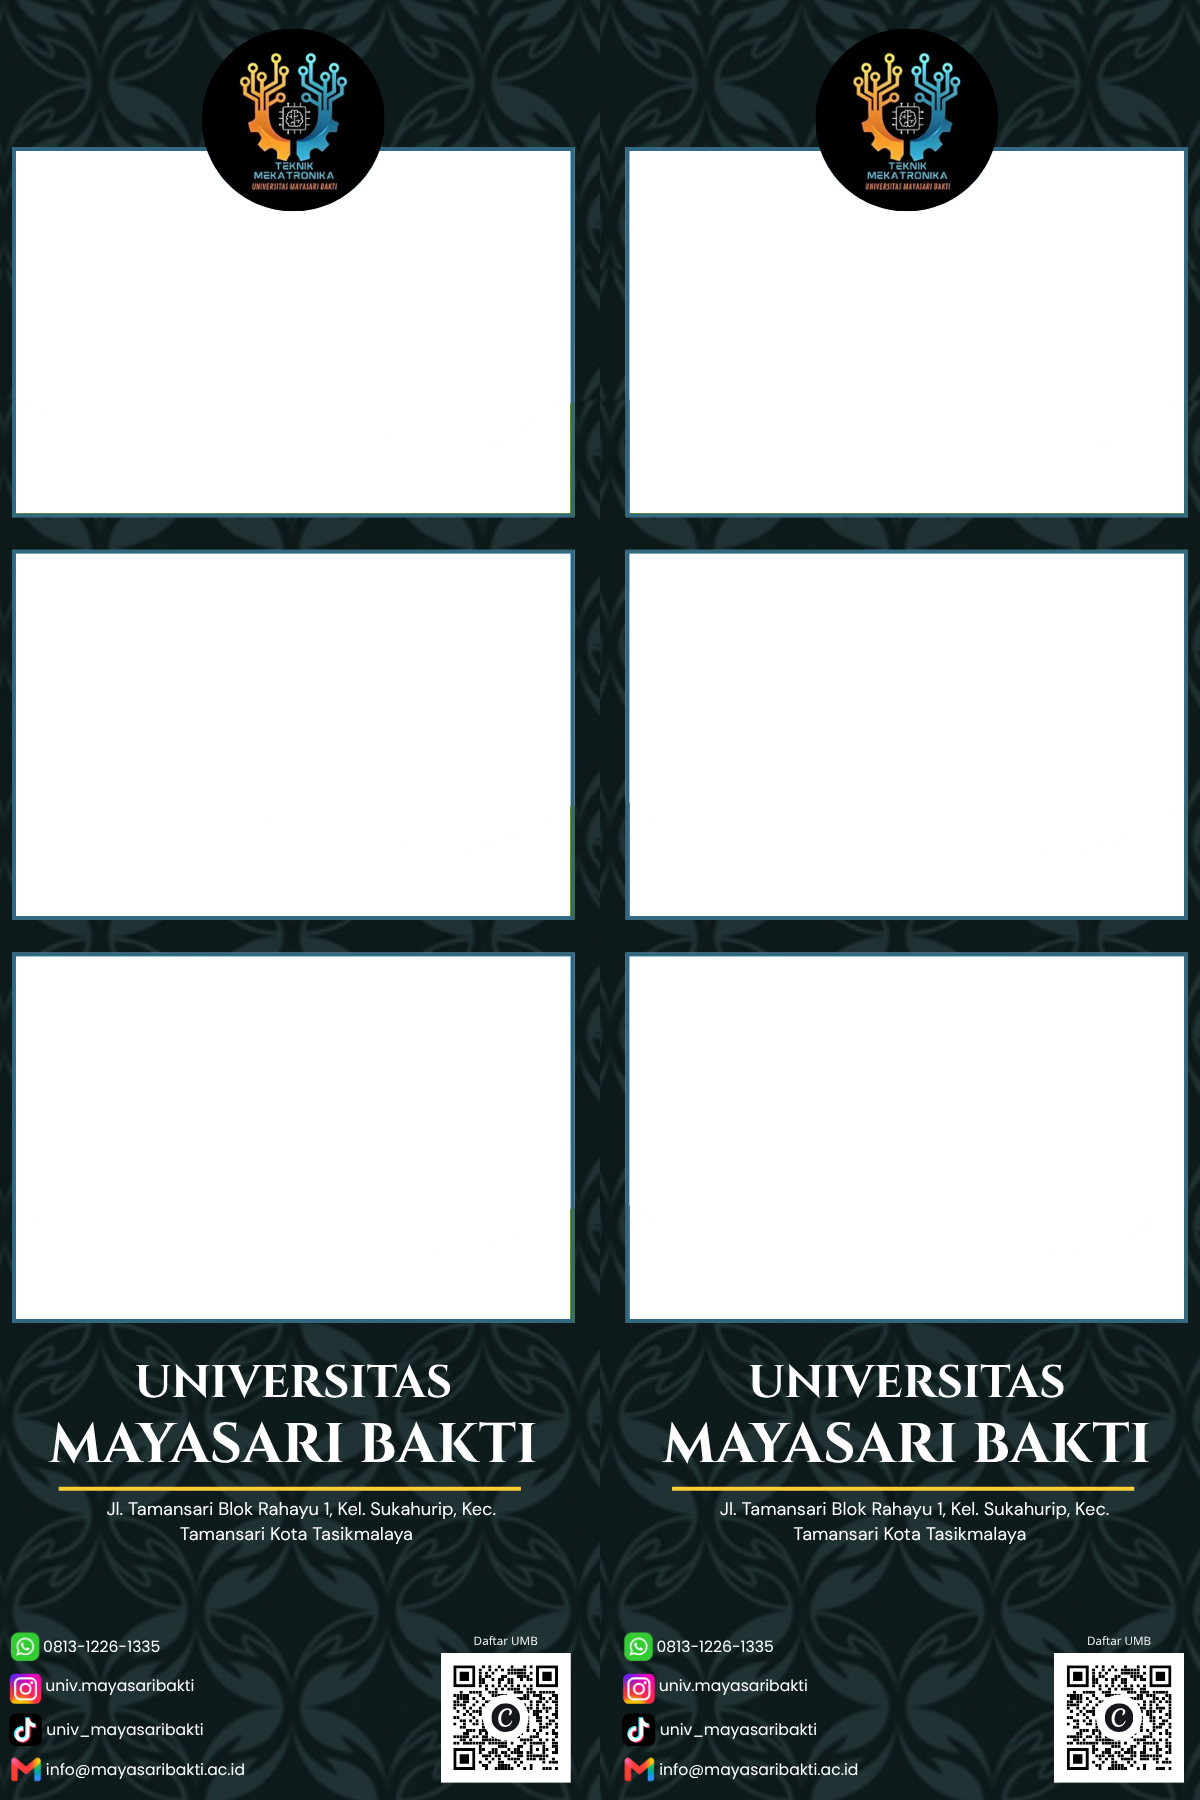 TEKNIK
MEKATRONIKA
UNIVERSITAS MAYASARI BAKTI
UNIVERSITAS
MAYASARI BAKTI
Jl. Tamansari Blok Rahayu 1, Kel. Sukahurip, Kec.
Tamansari Kota Tasikmalaya
0813-1226-1335
univ.mayasaribakti
univ_mayasaribakti
info@mayasaribakti.ac.id
Daftar UMB
C
TEKNIK
MEKATRONIKA
UNIVERSITAS MAYASARI BAKTI
UNIVERSITAS
MAYASARI BAKTI
Jl. Tamansari Blok Rahayu 1, Kel. Sukahurip, Kec.
Tamansari Kota Tasikmalaya
0813-1226-1335
univ.mayasaribakti
univ_mayasaribakti
info@mayasaribakti.ac.id
Daftar UMB
C